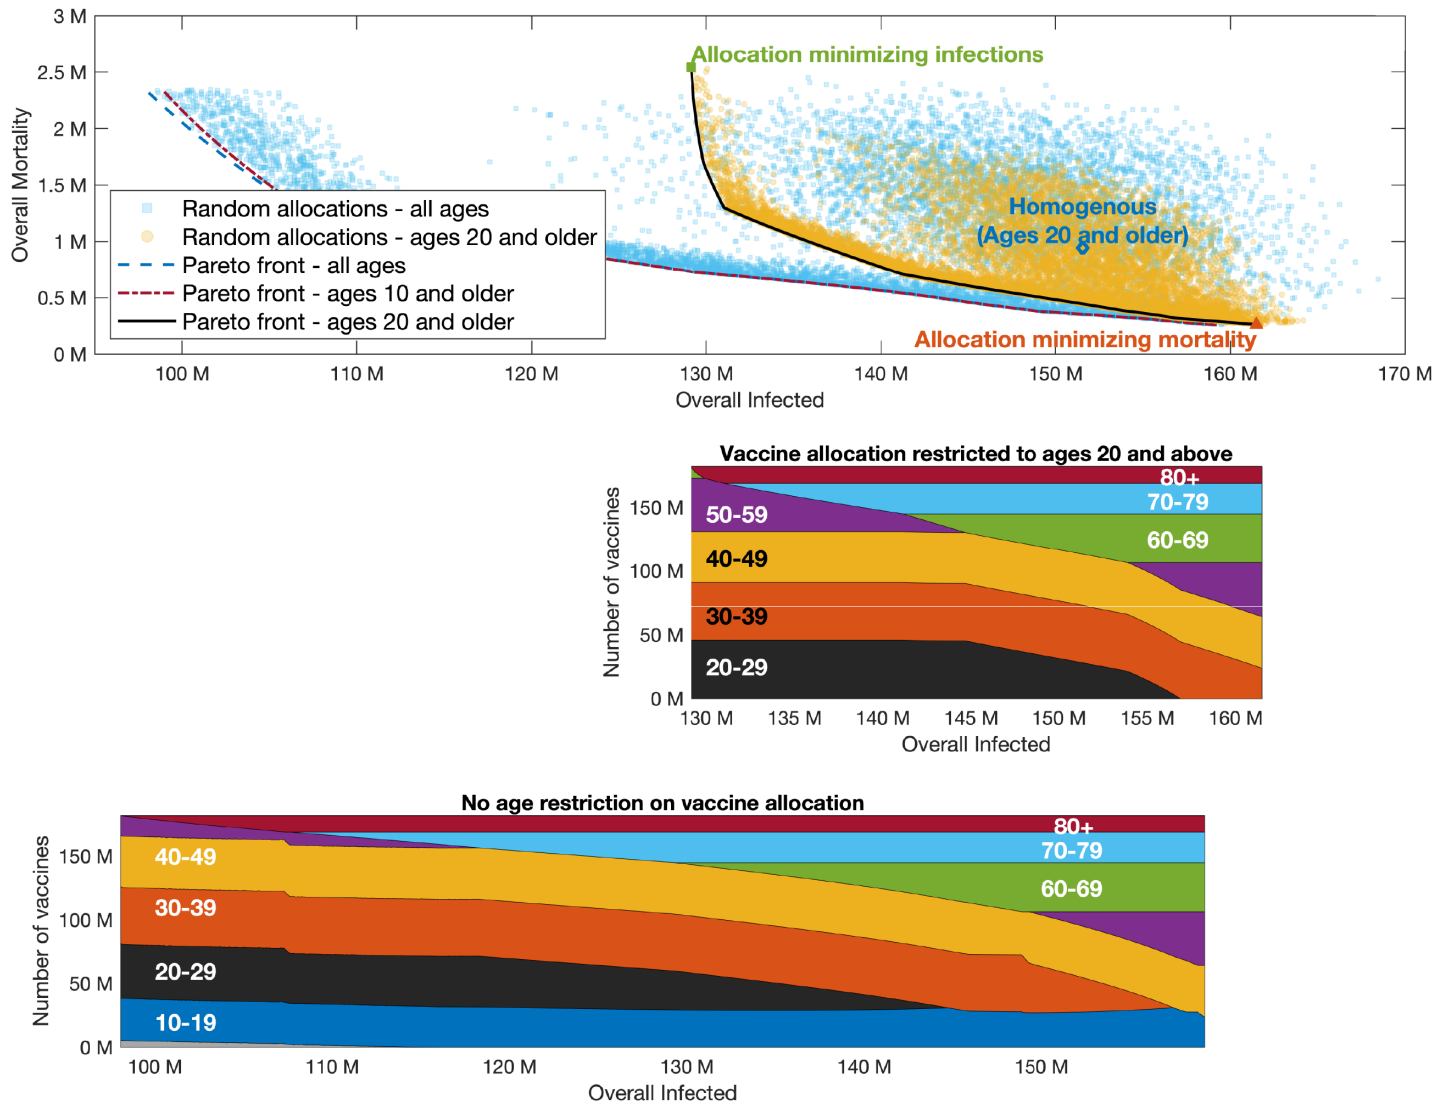 3 M
2.5 M
2 M
1.5 M
1 M
0.5 M
0 M
Overall Mortality
Allocation minimizing infections
Homogenous
(Ages 20 and older)
Allocation minimizing mortality
Random allocations - all ages
Random allocations - ages 20 and older
Pareto front - all ages
Pareto front - ages 10 and older
Pareto front - ages 20 and older
100 M 110 M 120 M 130 M 140 M 150 M 160 M 170 M
Overall Infected
Vaccine allocation restricted to ages 20 and above
150 M
100 M
50 M
0 M
Number of vaccines
80+
70-79
60-69
50-59
40-49
30-39
20-29
130 M 135 M 140 M 145 M 150 M 155 M 160 M
Overall Infected
No age restriction on vaccine allocation
150 M
100 M
50 M
0 M
Number of vaccines
80+
70-79
60-69
40-49
30-39
20-29
10-19
100 M 110 M 120 M 130 M 140 M 150 M
Overall Infected